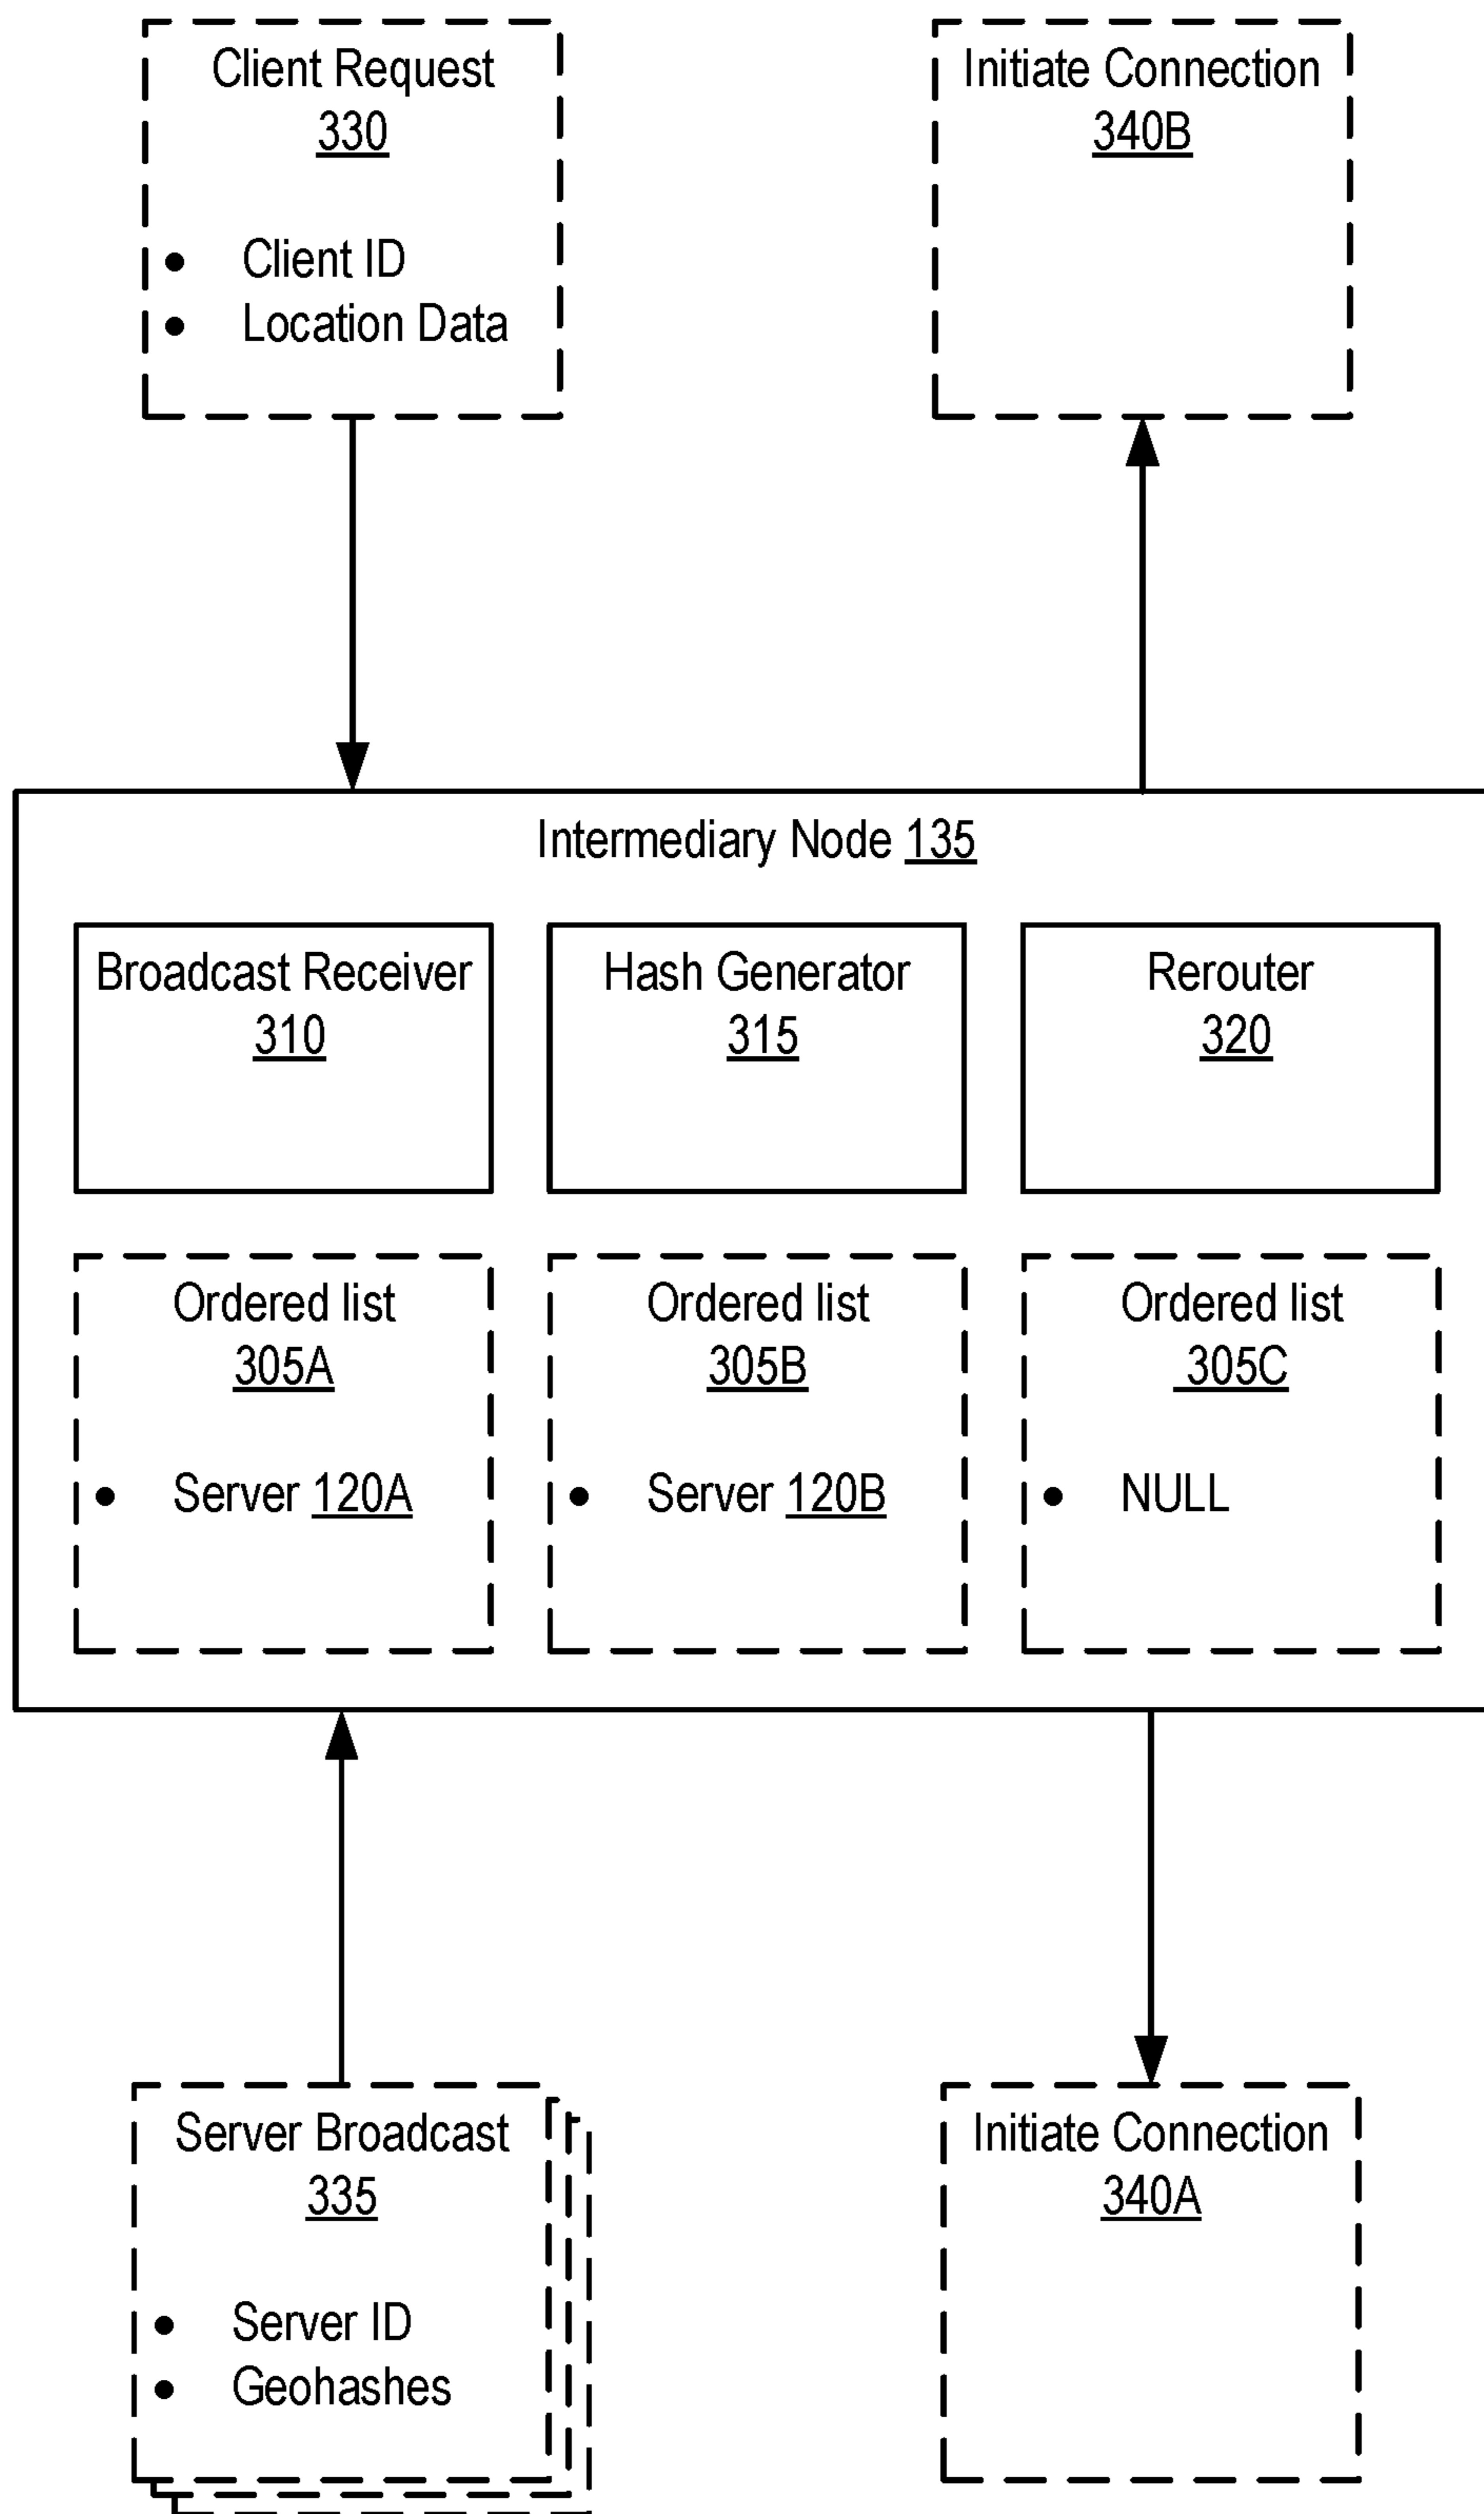 Client Request
330
• Client ID
• Location Data
Initiate Connection
340B
Intermediary Node 135
Broadcast Receiver
310
Hash Generator
315
Rerouter
320
Ordered list
305A
• Server 120A
Ordered list
305B
• Server 120B
Ordered list
305C
• NULL
Server Broadcast
335
• Server ID
• Geohashes
Initiate Connection
340A